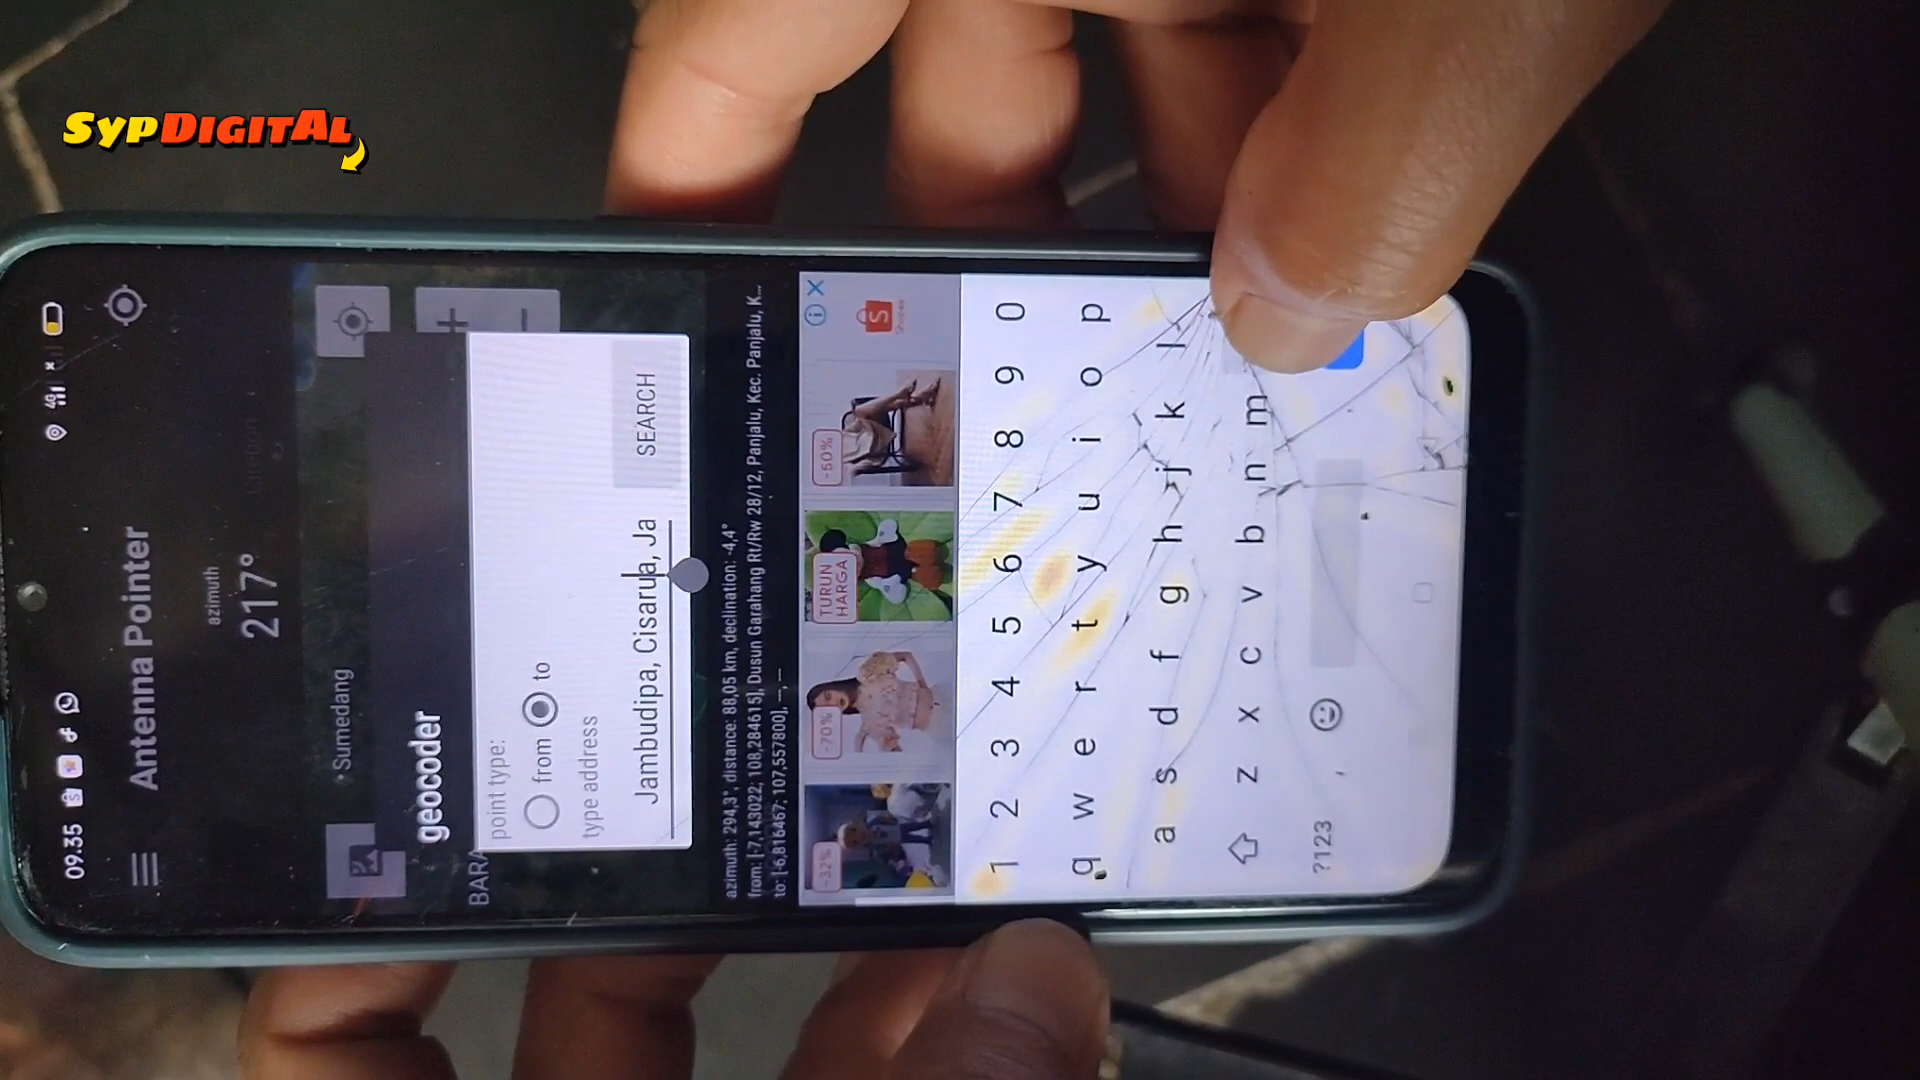 SYPDIGITAL
09.35
4G
Antenna Pointer
azimuth
217°
Sumedang
Cirebon
+
−
geocoder
BARA
point type:
from to
type address
Jambudipa, Cisarua, Ja
SEARCH
azimuth: 294,3°, distance: 88,05 km, declination: -4,4°
from: [-7,143022; 108,284615], Dusun Garahang Rt/Rw 28/12, Panjalu, Kec. Panjalu, K...
to: [-6,816467; 107,557800], --,--
-32%
-70%
TURUN HARGA
-50%
Shopee
1 2 3 4 5 6 7 8 9 0
q w e r t y u i o p
a s d f g h j k l
z x c v b n m
?123 ,